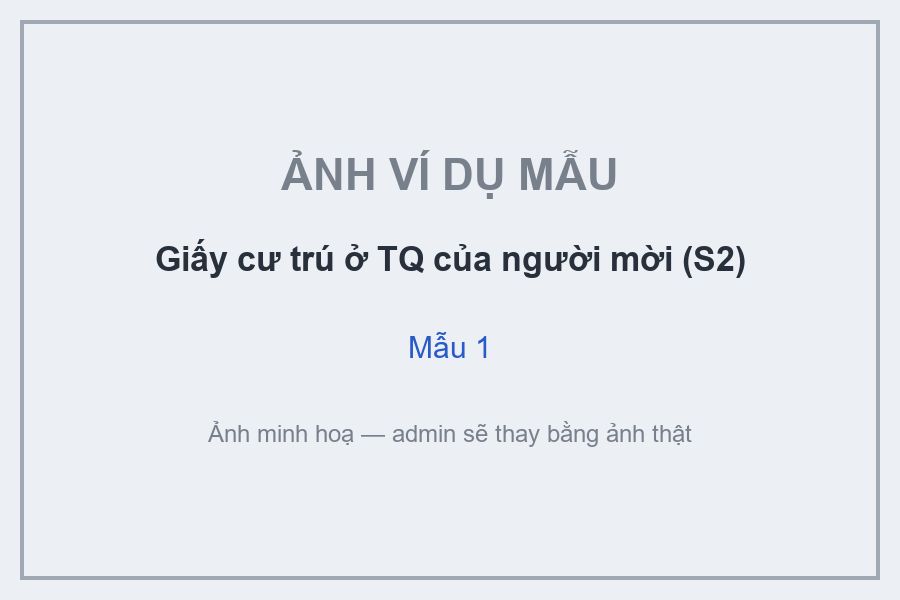 ẢNH VÍ DỤ MẪU
Giấy cư trú ở TQ của người mời (S2)
Mẫu 1
Ảnh minh hoạ — admin sẽ thay bằng ảnh thật